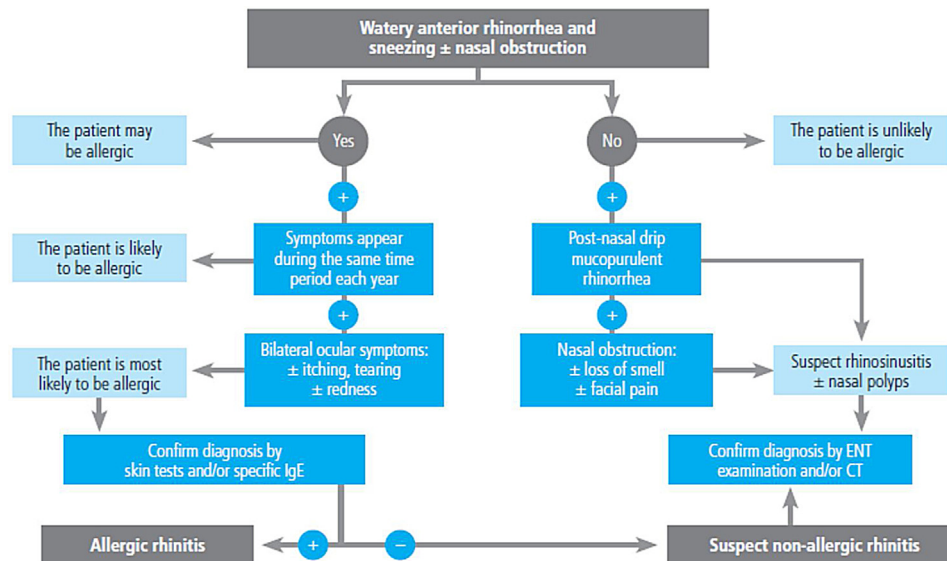 Watery anterior rhinorrhea and
sneezing ± nasal obstruction
The patient may
be allergic
Yes
No
The patient is unlikely
to be allergic
+
+
The patient is likely
to be allergic
Symptoms appear
during the same time
period each year
Post-nasal drip
mucopurulent
rhinorrhea
+
+
The patient is most
likely to be allergic
Bilateral ocular symptoms:
± itching, tearing
± redness
Nasal obstruction:
± loss of smell
± facial pain
Suspect rhinosinusitis
± nasal polyps
Confirm diagnosis by
skin tests and/or specific IgE
Confirm diagnosis by ENT
examination and/or CT
Allergic rhinitis
+
−
Suspect non-allergic rhinitis